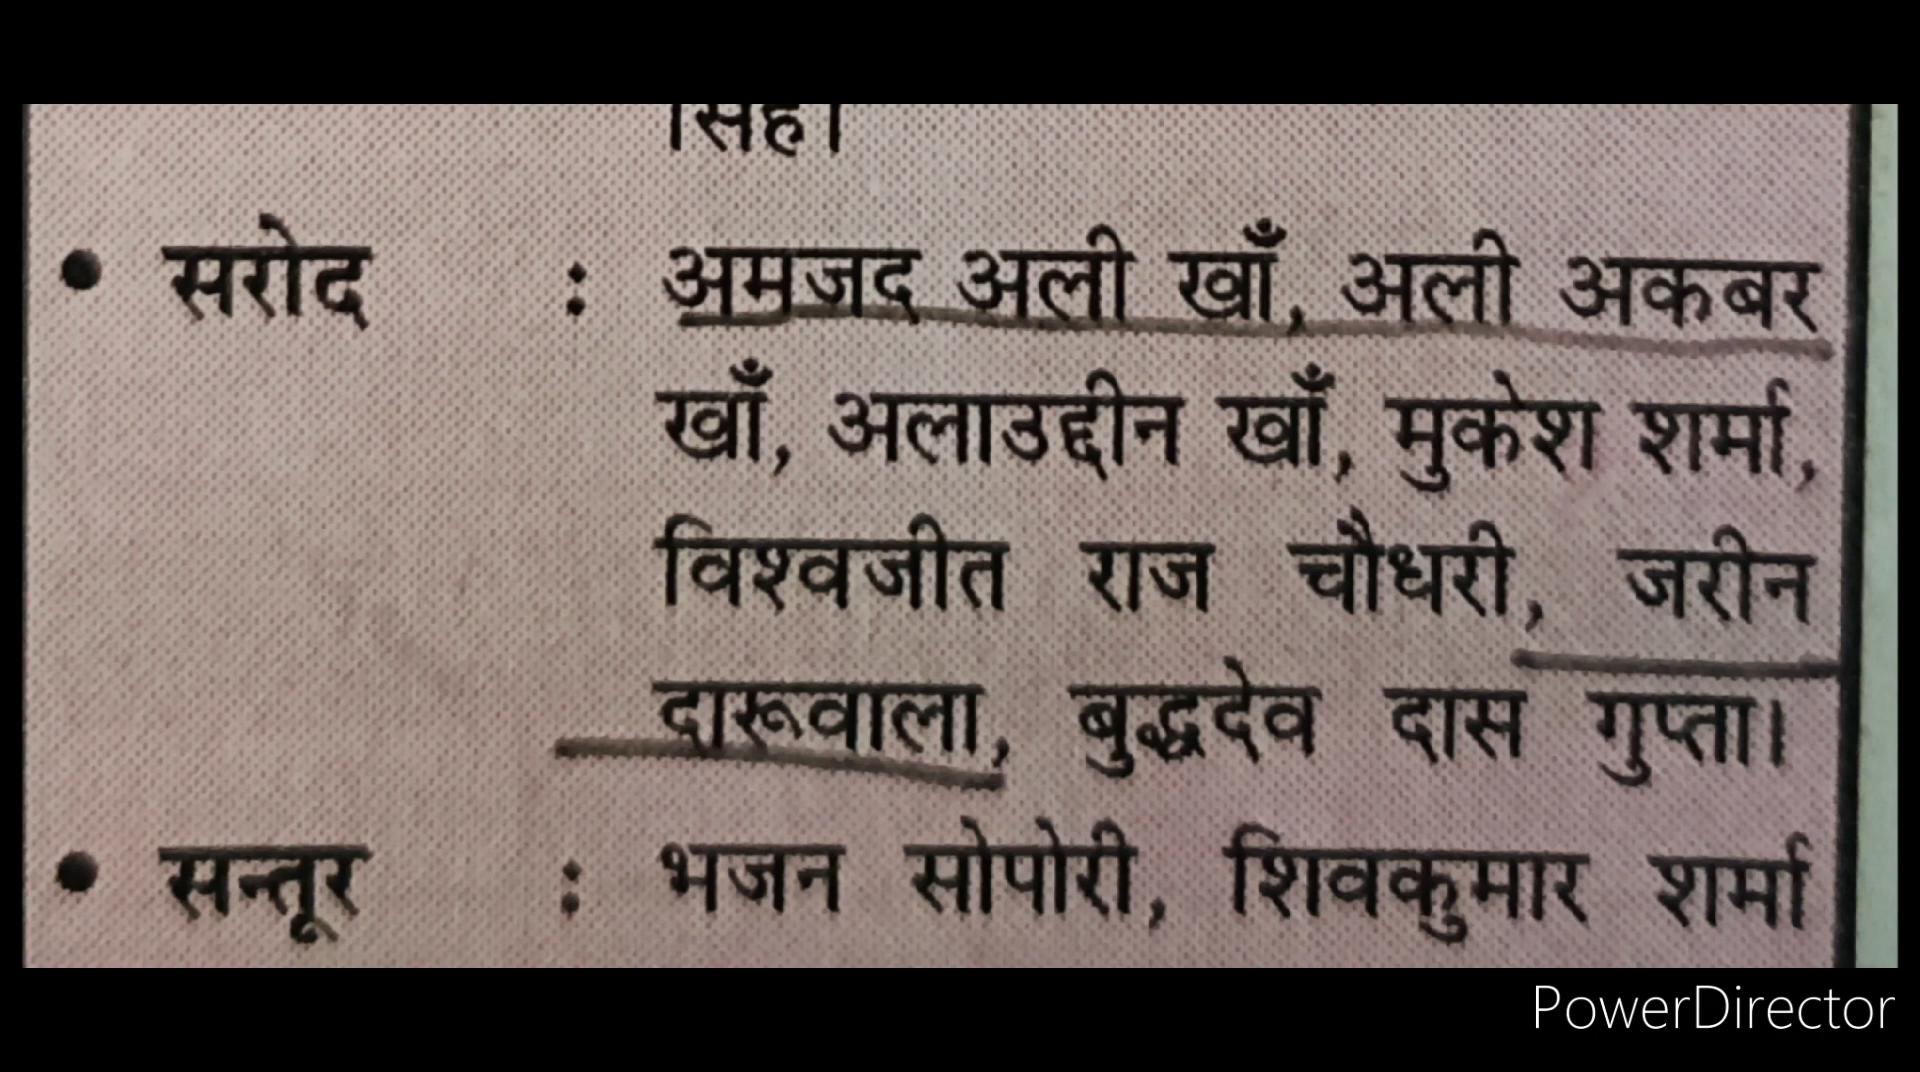 सिंह।
• सरोद : अमजद अली खाँ, अली अकबर
खाँ, अलाउद्दीन खाँ, मुकेश शर्मा,
विश्वजीत राज चौधरी, जरीन
दारूवाला, बुद्धदेव दास गुप्ता।
• सन्तूर : भजन सोपोरी, शिवकुमार शर्मा
PowerDirector